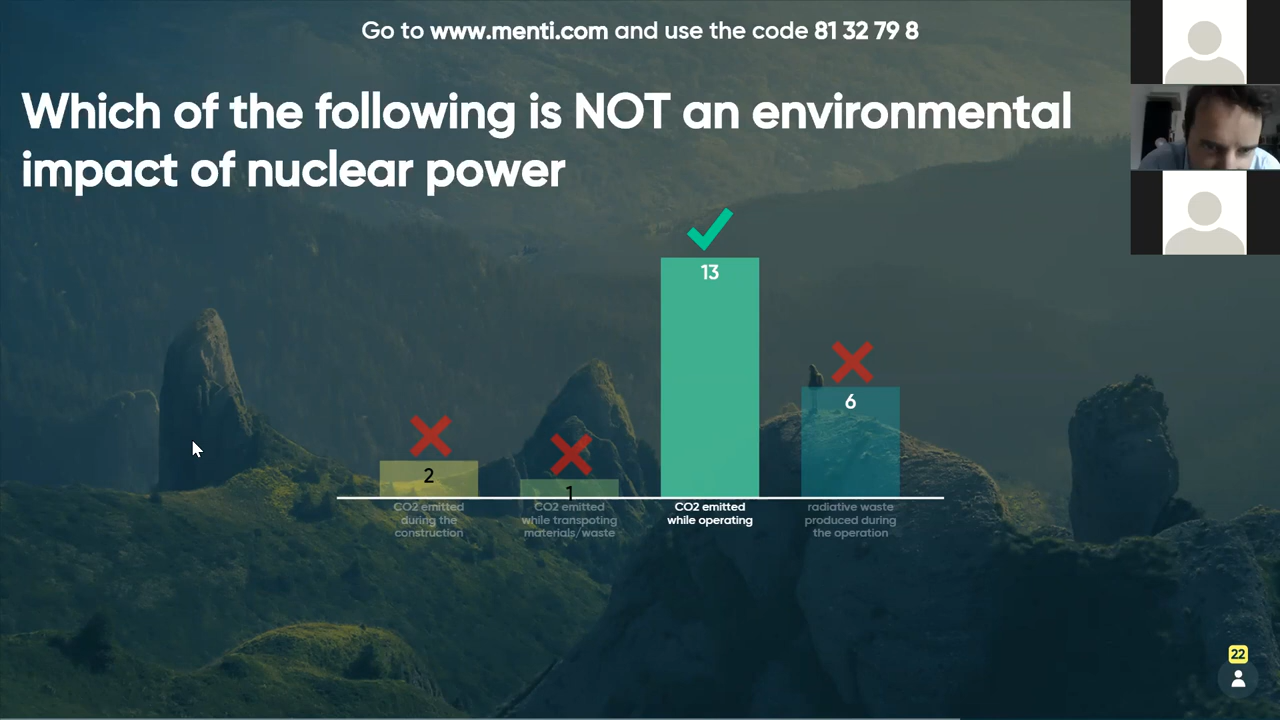 Go to www.menti.com and use the code 81 32 79 8
Which of the following is NOT an environmental
impact of nuclear power
13
6
2
1
CO2 emitted
during the
construction
CO2 emitted
while transpoting
materials/waste
CO2 emitted
while operating
radiative waste
produced during
the operation
22